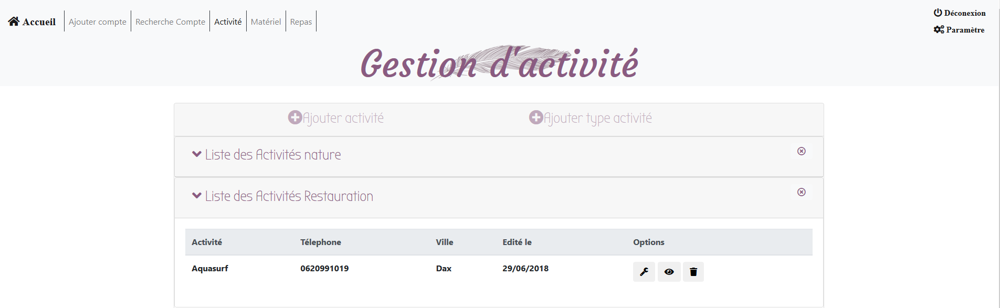 Accueil Ajouter compte Recherche Compte Activité Matériel Repas
Déconexion
Paramètre
Gestion d'activité
Ajouter activité Ajouter type activité
Liste des Activités nature
Liste des Activités Restauration
Activité Télephone Ville Edité le Options
Aquasurf 0620991019 Dax 29/06/2018